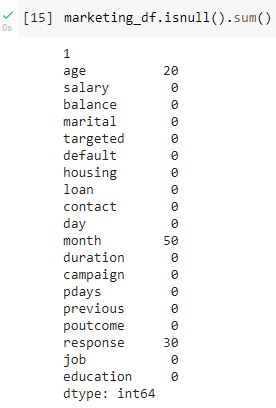 [15] marketing_df.isnull().sum()
0s
1
age 20
salary 0
balance 0
marital 0
targeted 0
default 0
housing 0
loan 0
contact 0
day 0
month 50
duration 0
campaign 0
pdays 0
previous 0
poutcome 0
response 30
job 0
education 0
dtype: int64